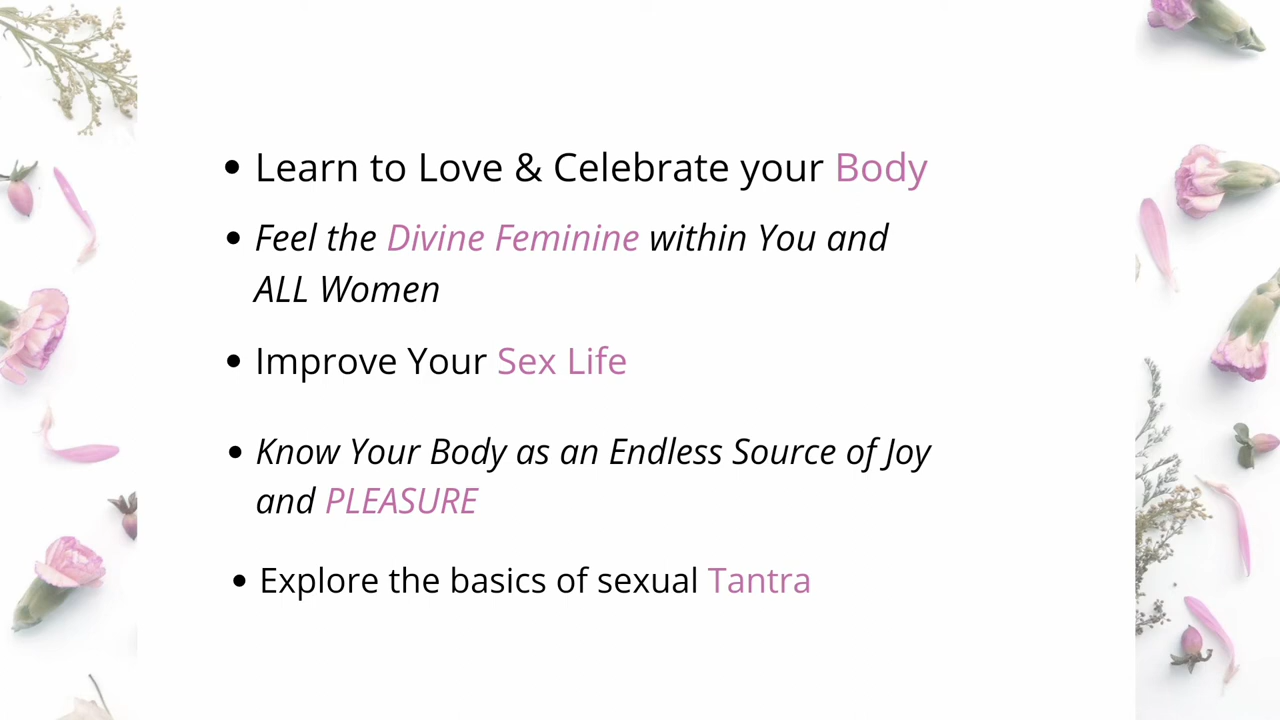 • Learn to Love & Celebrate your Body
• Feel the Divine Feminine within You and
ALL Women
• Improve Your Sex Life
• Know Your Body as an Endless Source of Joy
and PLEASURE
• Explore the basics of sexual Tantra